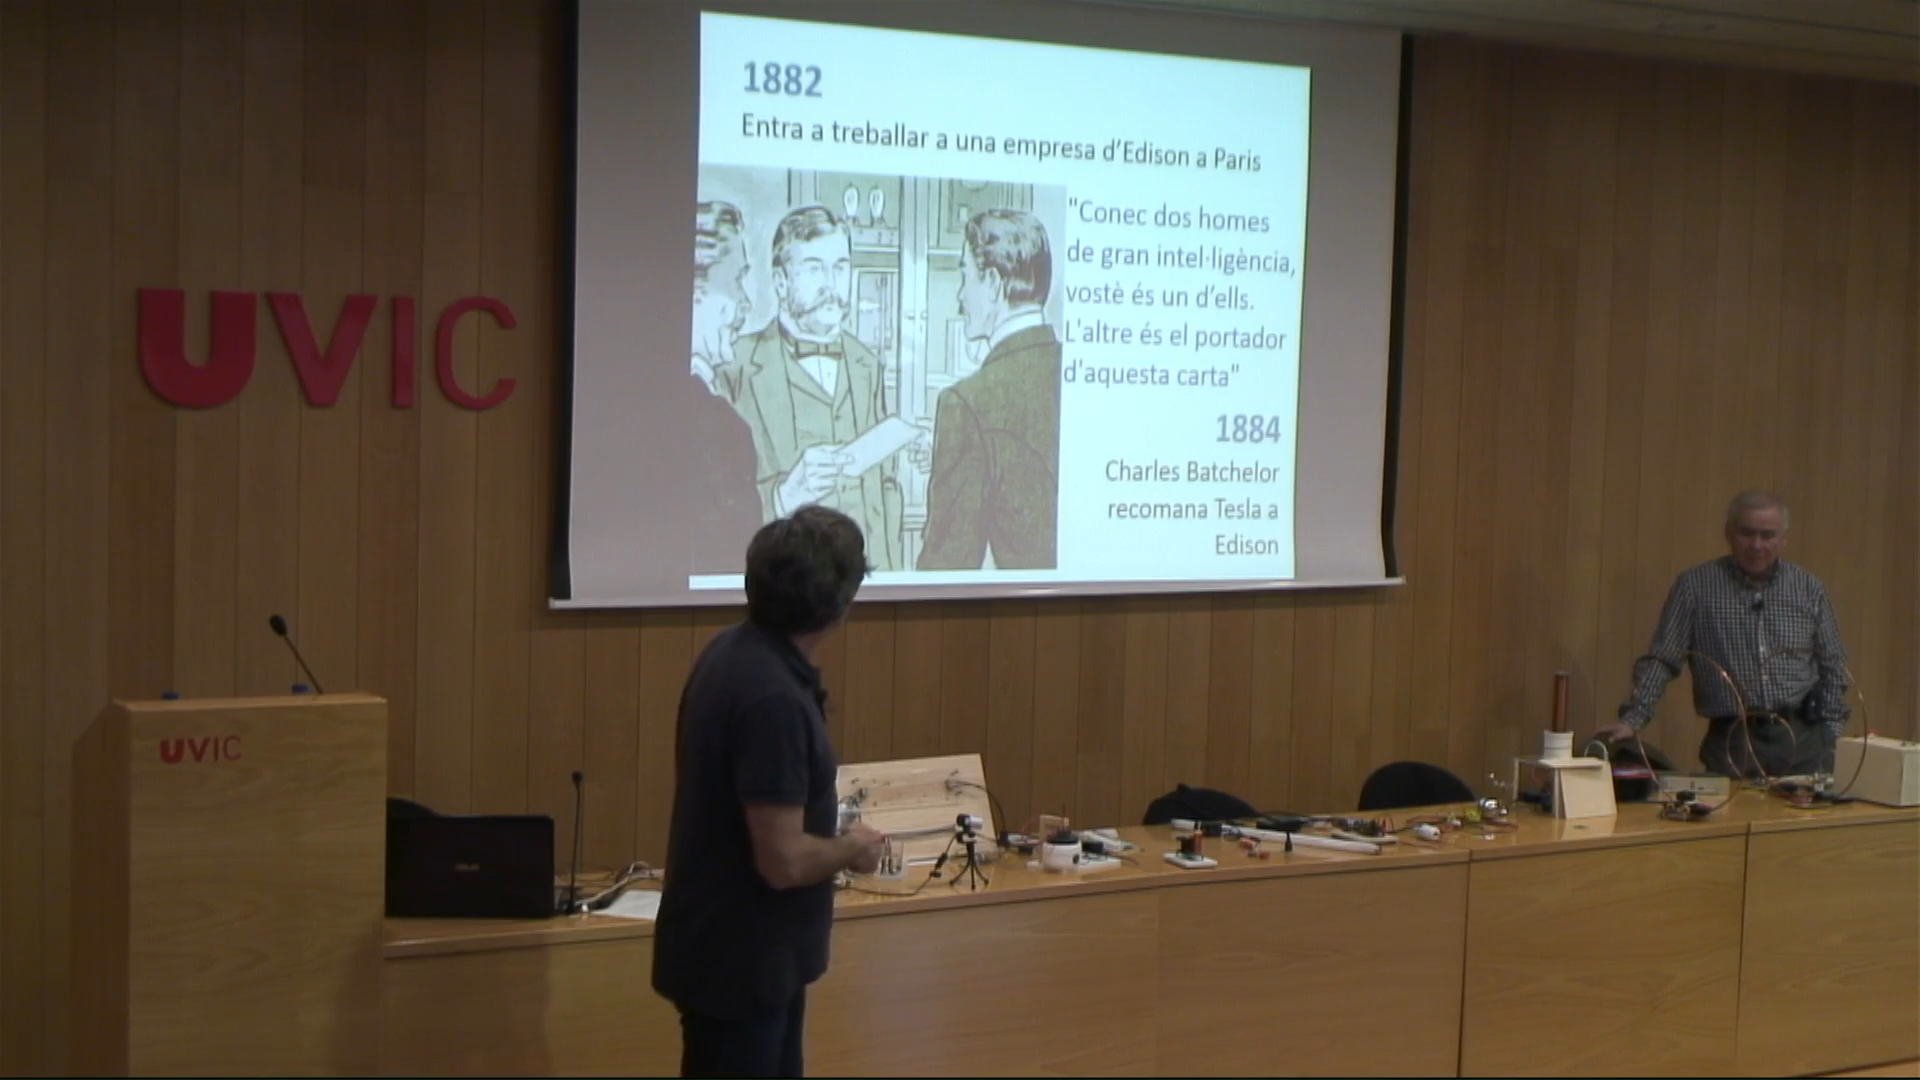 1882
Entra a treballar a una empresa d'Edison a Paris
"Conec dos homes
de gran intel·ligència,
vostè és un d'ells.
L'altre és el portador
d'aquesta carta"
1884
Charles Batchelor
recomana Tesla a
Edison
UVIC
UVIC